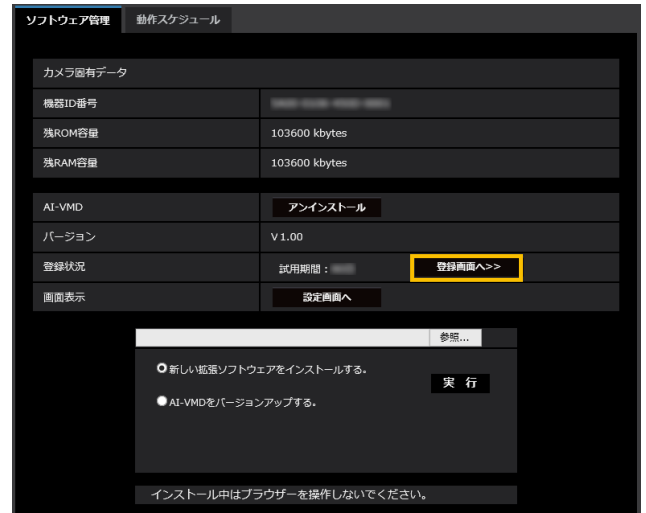 ソフトウェア管理 動作スケジュール
カメラ固有データ
機器ID番号
残ROM容量 103600 kbytes
残RAM容量 103600 kbytes
AI-VMD アンインストール
バージョン V1.00
登録状況 試用期間： 登録画面へ>>
画面表示 設定画面へ
参照...
新しい拡張ソフトウェアをインストールする。
実 行
AI-VMDをバージョンアップする。
インストール中はブラウザーを操作しないでください。